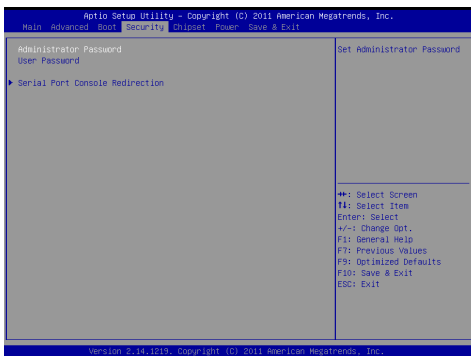 Aptio Setup Utility – Copyright (C) 2011 American Megatrends, Inc.
Main Advanced Boot Security Chipset Power Save & Exit
Administrator Password
User Password
Serial Port Console Redirection
Set Administrator Password
→←: Select Screen
↑↓: Select Item
Enter: Select
+/-: Change Opt.
F1: General Help
F7: Previous Values
F9: Optimized Defaults
F10: Save & Exit
ESC: Exit
Version 2.14.1219. Copyright (C) 2011 American Megatrends, Inc.